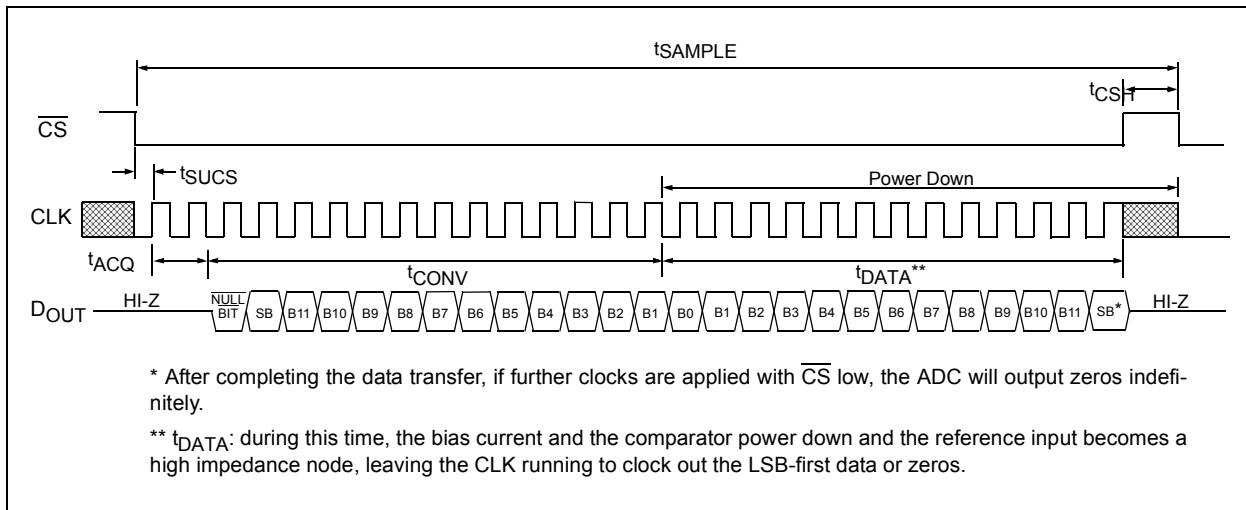 tSAMPLE
tCSH
CS
tSUCS
Power Down
CLK
tACQ
tCONV
tDATA**
DOUT HI-Z NULL BIT SB B11 B10 B9 B8 B7 B6 B5 B4 B3 B2 B1 B0 B1 B2 B3 B4 B5 B6 B7 B8 B9 B10 B11 SB* HI-Z
* After completing the data transfer, if further clocks are applied with CS low, the ADC will output zeros indefi-
nitely.
** tDATA: during this time, the bias current and the comparator power down and the reference input becomes a
high impedance node, leaving the CLK running to clock out the LSB-first data or zeros.